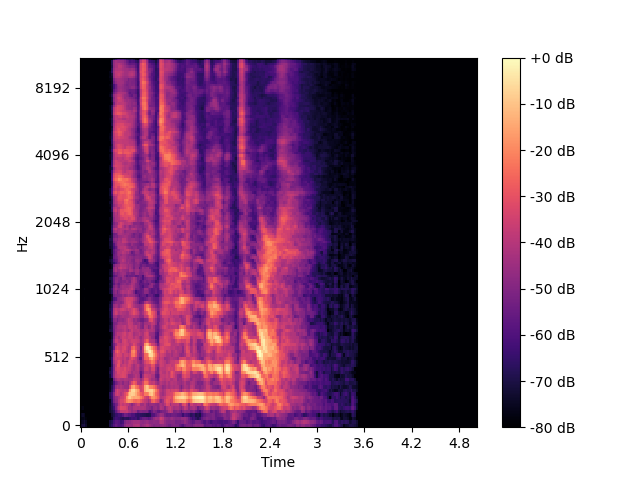 +0 dB
8192
-10 dB
4096
-20 dB
-30 dB
2048
-40 dB
Hz
1024
-50 dB
-60 dB
512
-70 dB
0
-80 dB
0 0.6 1.2 1.8 2.4 3 3.6 4.2 4.8
Time